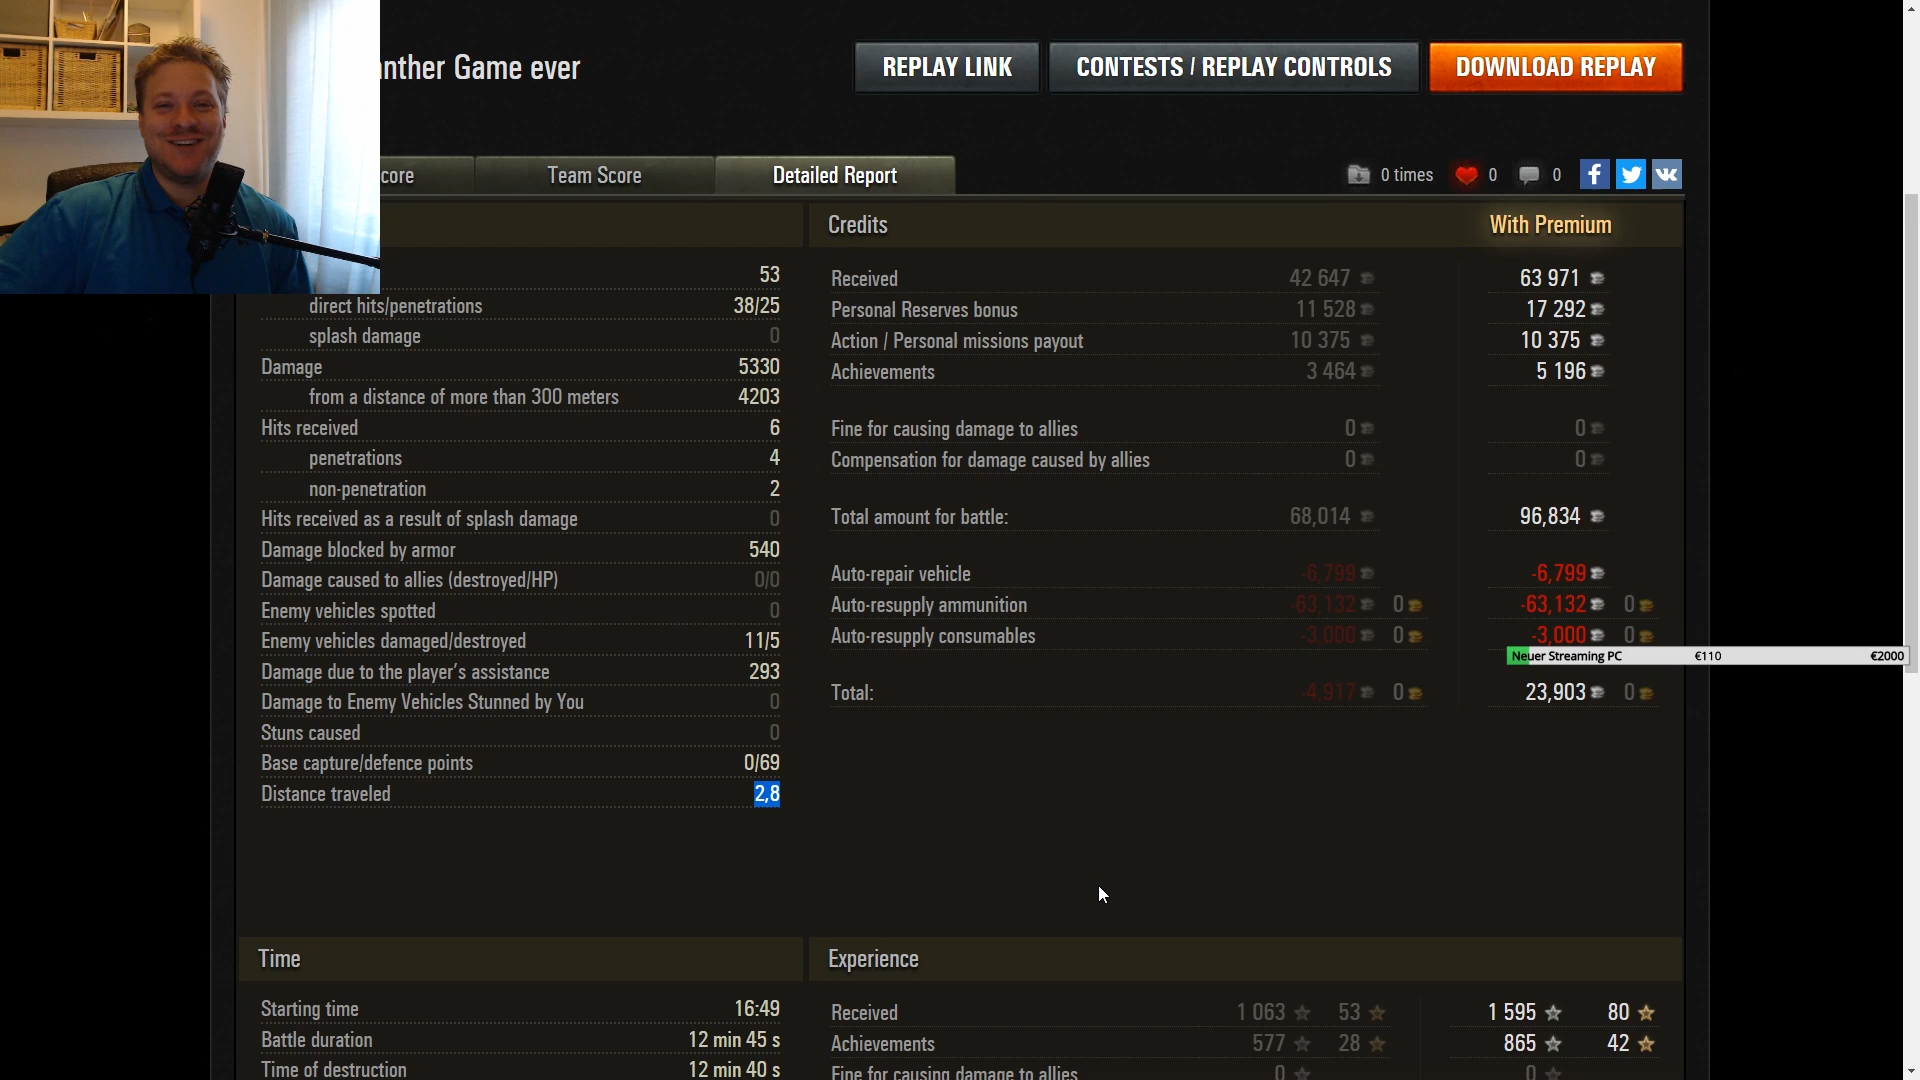 anther Game ever
REPLAY LINK
CONTESTS / REPLAY CONTROLS
DOWNLOAD REPLAY
core
Team Score
Detailed Report
0 times
0
0
Credits
With Premium
53
direct hits/penetrations 38/25
splash damage 0
Damage 5330
from a distance of more than 300 meters 4203
Hits received 6
penetrations 4
non-penetration 2
Hits received as a result of splash damage 0
Damage blocked by armor 540
Damage caused to allies (destroyed/HP) 0/0
Enemy vehicles spotted 0
Enemy vehicles damaged/destroyed 11/5
Damage due to the player's assistance 293
Damage to Enemy Vehicles Stunned by You 0
Stuns caused 0
Base capture/defence points 0/69
Distance traveled 2,8
Received 42 647 63 971
Personal Reserves bonus 11 528 17 292
Action / Personal missions payout 10 375 10 375
Achievements 3 464 5 196
Fine for causing damage to allies 0 0
Compensation for damage caused by allies 0 0
Total amount for battle: 68,014 96,834
Auto-repair vehicle -6,799 -6,799
Auto-resupply ammunition -63,132 0 -63,132 0
Auto-resupply consumables -3,000 0 -3,000 0
Neuer Streaming PC €110 €2000
Total: -4,917 0 23,903 0
Time
Starting time 16:49
Battle duration 12 min 45 s
Time of destruction 12 min 40 s
Experience
Received 1 063 53 1 595 80
Achievements 577 28 865 42
Fine for causing damage to allies 0 0